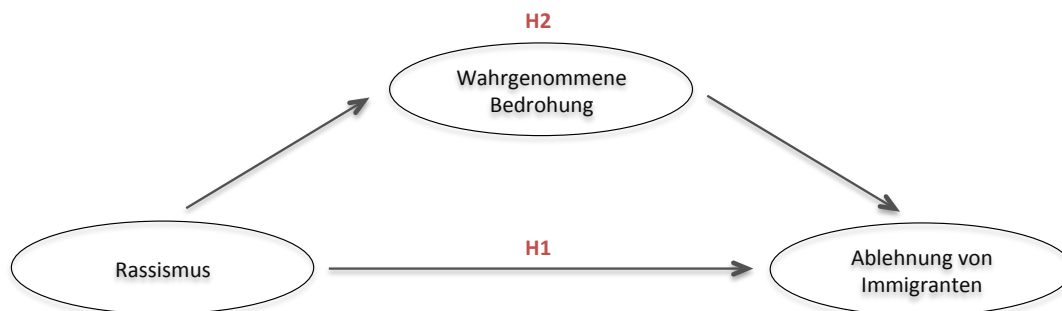 H2
Wahrgenommene
Bedrohung
H1
Rassismus
Ablehnung von
Immigranten